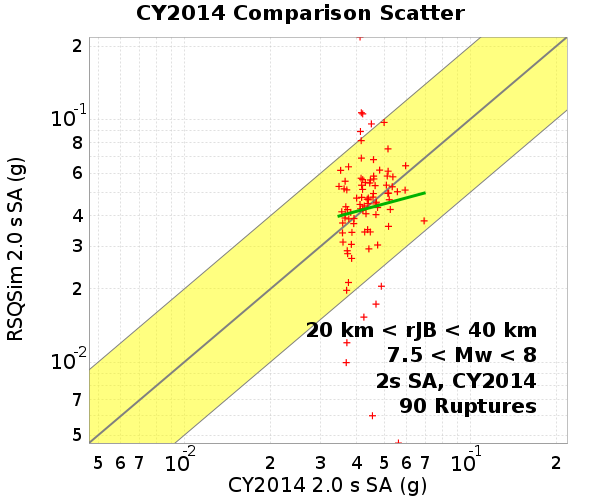 CY2014 Comparison Scatter
RSQSim 2.0 s SA (g)
2
10-1
8
6
4
3
2
10-2
7
5
20 km < rJB < 40 km
7.5 < Mw < 8
2s SA, CY2014
90 Ruptures
5 6 7 10-2 2 3 4 5 6 7 10-1 2
CY2014 2.0 s SA (g)